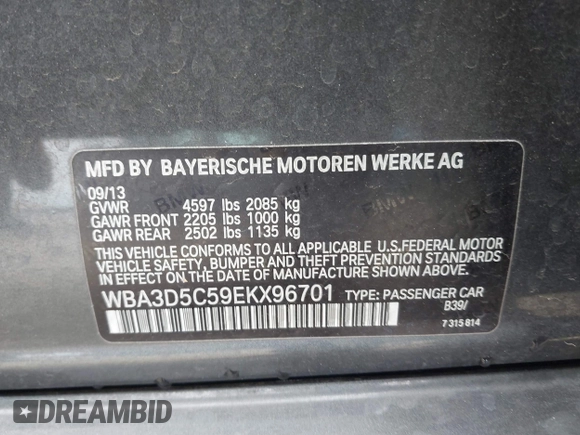 MFD BY BAYERISCHE MOTOREN WERKE AG
09/13
GVWR 4597 lbs 2085 kg
GAWR FRONT 2205 lbs 1000 kg
GAWR REAR 2502 lbs 1135 kg
THIS VEHICLE CONFORMS TO ALL APPLICABLE U.S.FEDERAL MOTOR
VEHICLE SAFETY, BUMPER, AND THEFT PREVENTION STANDARDS
IN EFFECT ON THE DATE OF MANUFACTURE SHOWN ABOVE.
WBA3D5C59EKX96701 TYPE: PASSENGER CAR
B39/
7 315 814
DREAMBID